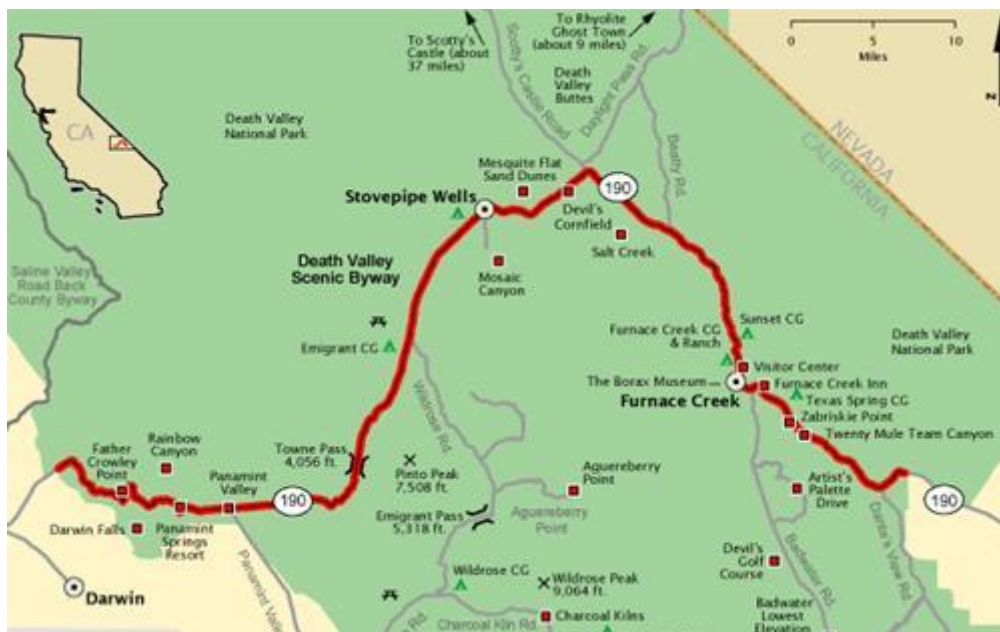 To Scotty's
Castle (about
37 miles)
To Rhyolite
Ghost Town
(about 9 miles)
0
5
10
Miles
N
CA
Death Valley
National Park
Scotty's Castle Road
Death
Valley
Buttes
Daylight Pass Rd.
Beatty Rd.
NEVADA
CALIFORNIA
Mesquite Flat
Sand Dunes
190
Stovepipe Wells
Devil's
Cornfield
Salt Creek
Death Valley
Scenic Byway
Mosaic
Canyon
Saline Valley
Road Back
County Byway
Emigrant CG
Sunset CG
Furnace Creek CG
& Ranch
Death Valley
National Park
Visitor Center
The Borax Museum
Furnace Creek Inn
Furnace Creek
Texas Spring CG
Zabriskie Point
Twenty Mule Team Canyon
Wildrose Rd.
Father
Crowley
Point
Rainbow
Canyon
Towne Pass
4,056 ft.
Pinto Peak
7,508 ft.
Panamint
Valley
190
Aguereberry
Point
Artist's
Palette
Drive
190
Emigrant Pass
5,318 ft.
Aguereberry
Point
Darwin Falls
Panamint
Springs
Resort
Dante's View Rd.
Panamint Valley
Badwater Rd.
Devil's
Golf
Course
Wildrose CG
Wildrose Peak
9,064 ft.
Darwin
Charcoal Kilns
Charcoal Kiln Rd.
Badwater
Lowest
Elevation